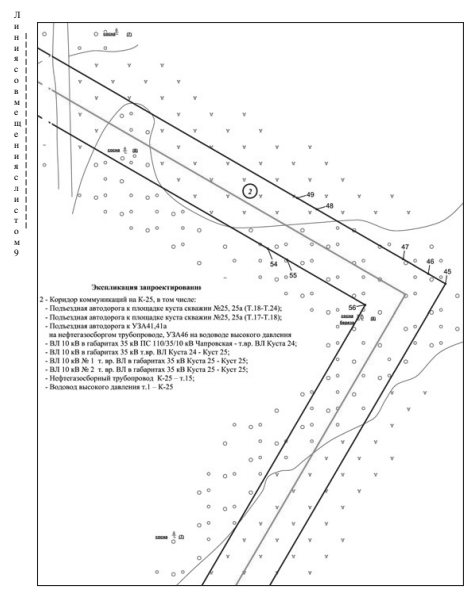 Линия совмещения с листом 9
2
49
48
47
46
45
54
55
56
Экспликация запроектированно
2 - Коридор коммуникаций на К-25, в том числе:
- Подъездная автодорога к площадке куста скважин №25, 25а (Т.18-Т.24);
- Подъездная автодорога к площадке куста скважин №25, 25а (Т.17-Т.18);
- Подъездная автодорога к УЗА41,41а
на нефтегазосборгом трубопроводе, УЗА46 на водоводе высокого давления
- ВЛ 10 кВ в габаритах 35 кВ ПС 110/35/10 кВ Чапровская - т.вр. ВЛ Куста 24;
- ВЛ 10 кВ в габаритах 35 кВ т.вр. ВЛ Куста 24 - Куст 25;
- ВЛ 10 кВ № 1 т. вр. ВЛ в габаритах 35 кВ Куста 25 - Куст 25;
- ВЛ 10 кВ № 2 т. вр. ВЛ в габаритах 35 кВ Куста 25 - Куст 25;
- Нефтегазосборный трубопровод К-25 – т.15;
- Водовод высокого давления т.1 – К-25